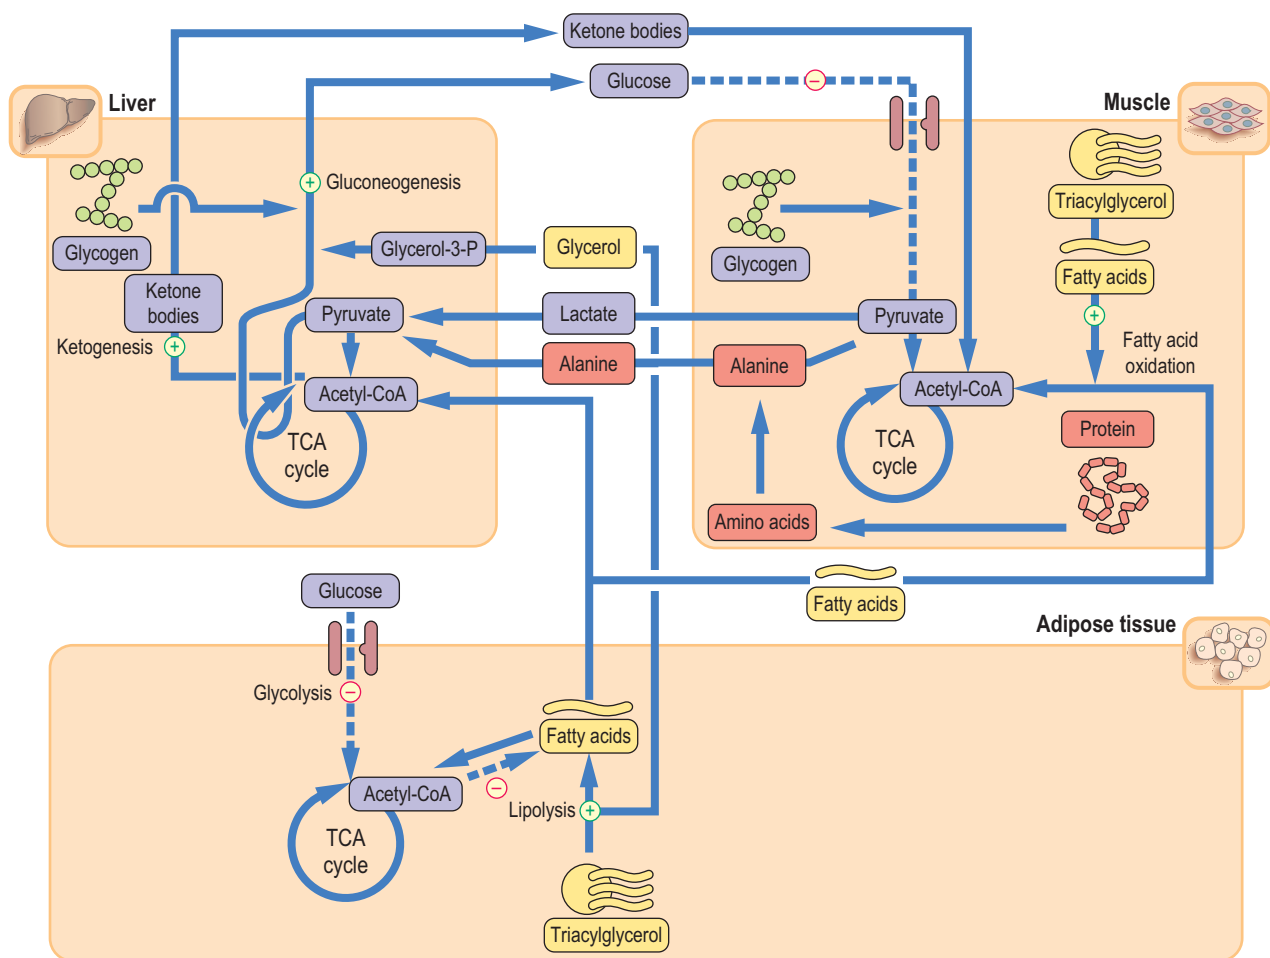 Ketone bodies
Glucose
Liver
Muscle
Gluconeogenesis
Triacylglycerol
Glycogen
Glycerol-3-P
Glycerol
Glycogen
Fatty acids
Ketone
bodies
Pyruvate
Lactate
Pyruvate
Ketogenesis
Fatty acid
oxidation
Alanine
Alanine
Acetyl-CoA
Acetyl-CoA
Protein
TCA
cycle
TCA
cycle
Amino acids
Glucose
Fatty acids
Adipose tissue
Glycolysis
Fatty acids
Acetyl-CoA
Lipolysis
TCA
cycle
Triacylglycerol